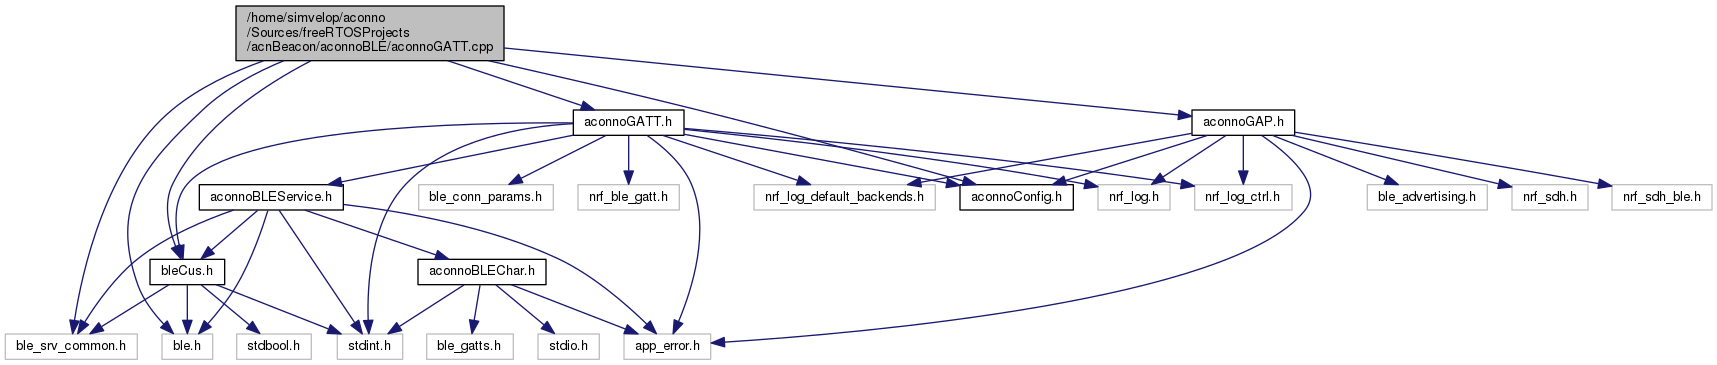 /home/simvelop/aconno
/Sources/freeRTOSProjects
/acnBeacon/aconnoBLE/aconnoGATT.cpp
aconnoGATT.h
aconnoGAP.h
aconnoBLEService.h
ble_conn_params.h
nrf_ble_gatt.h
nrf_log_default_backends.h
aconnoConfig.h
nrf_log.h
nrf_log_ctrl.h
ble_advertising.h
nrf_sdh.h
nrf_sdh_ble.h
bleCus.h
aconnoBLEChar.h
ble_srv_common.h
ble.h
stdbool.h
stdint.h
ble_gatts.h
stdio.h
app_error.h